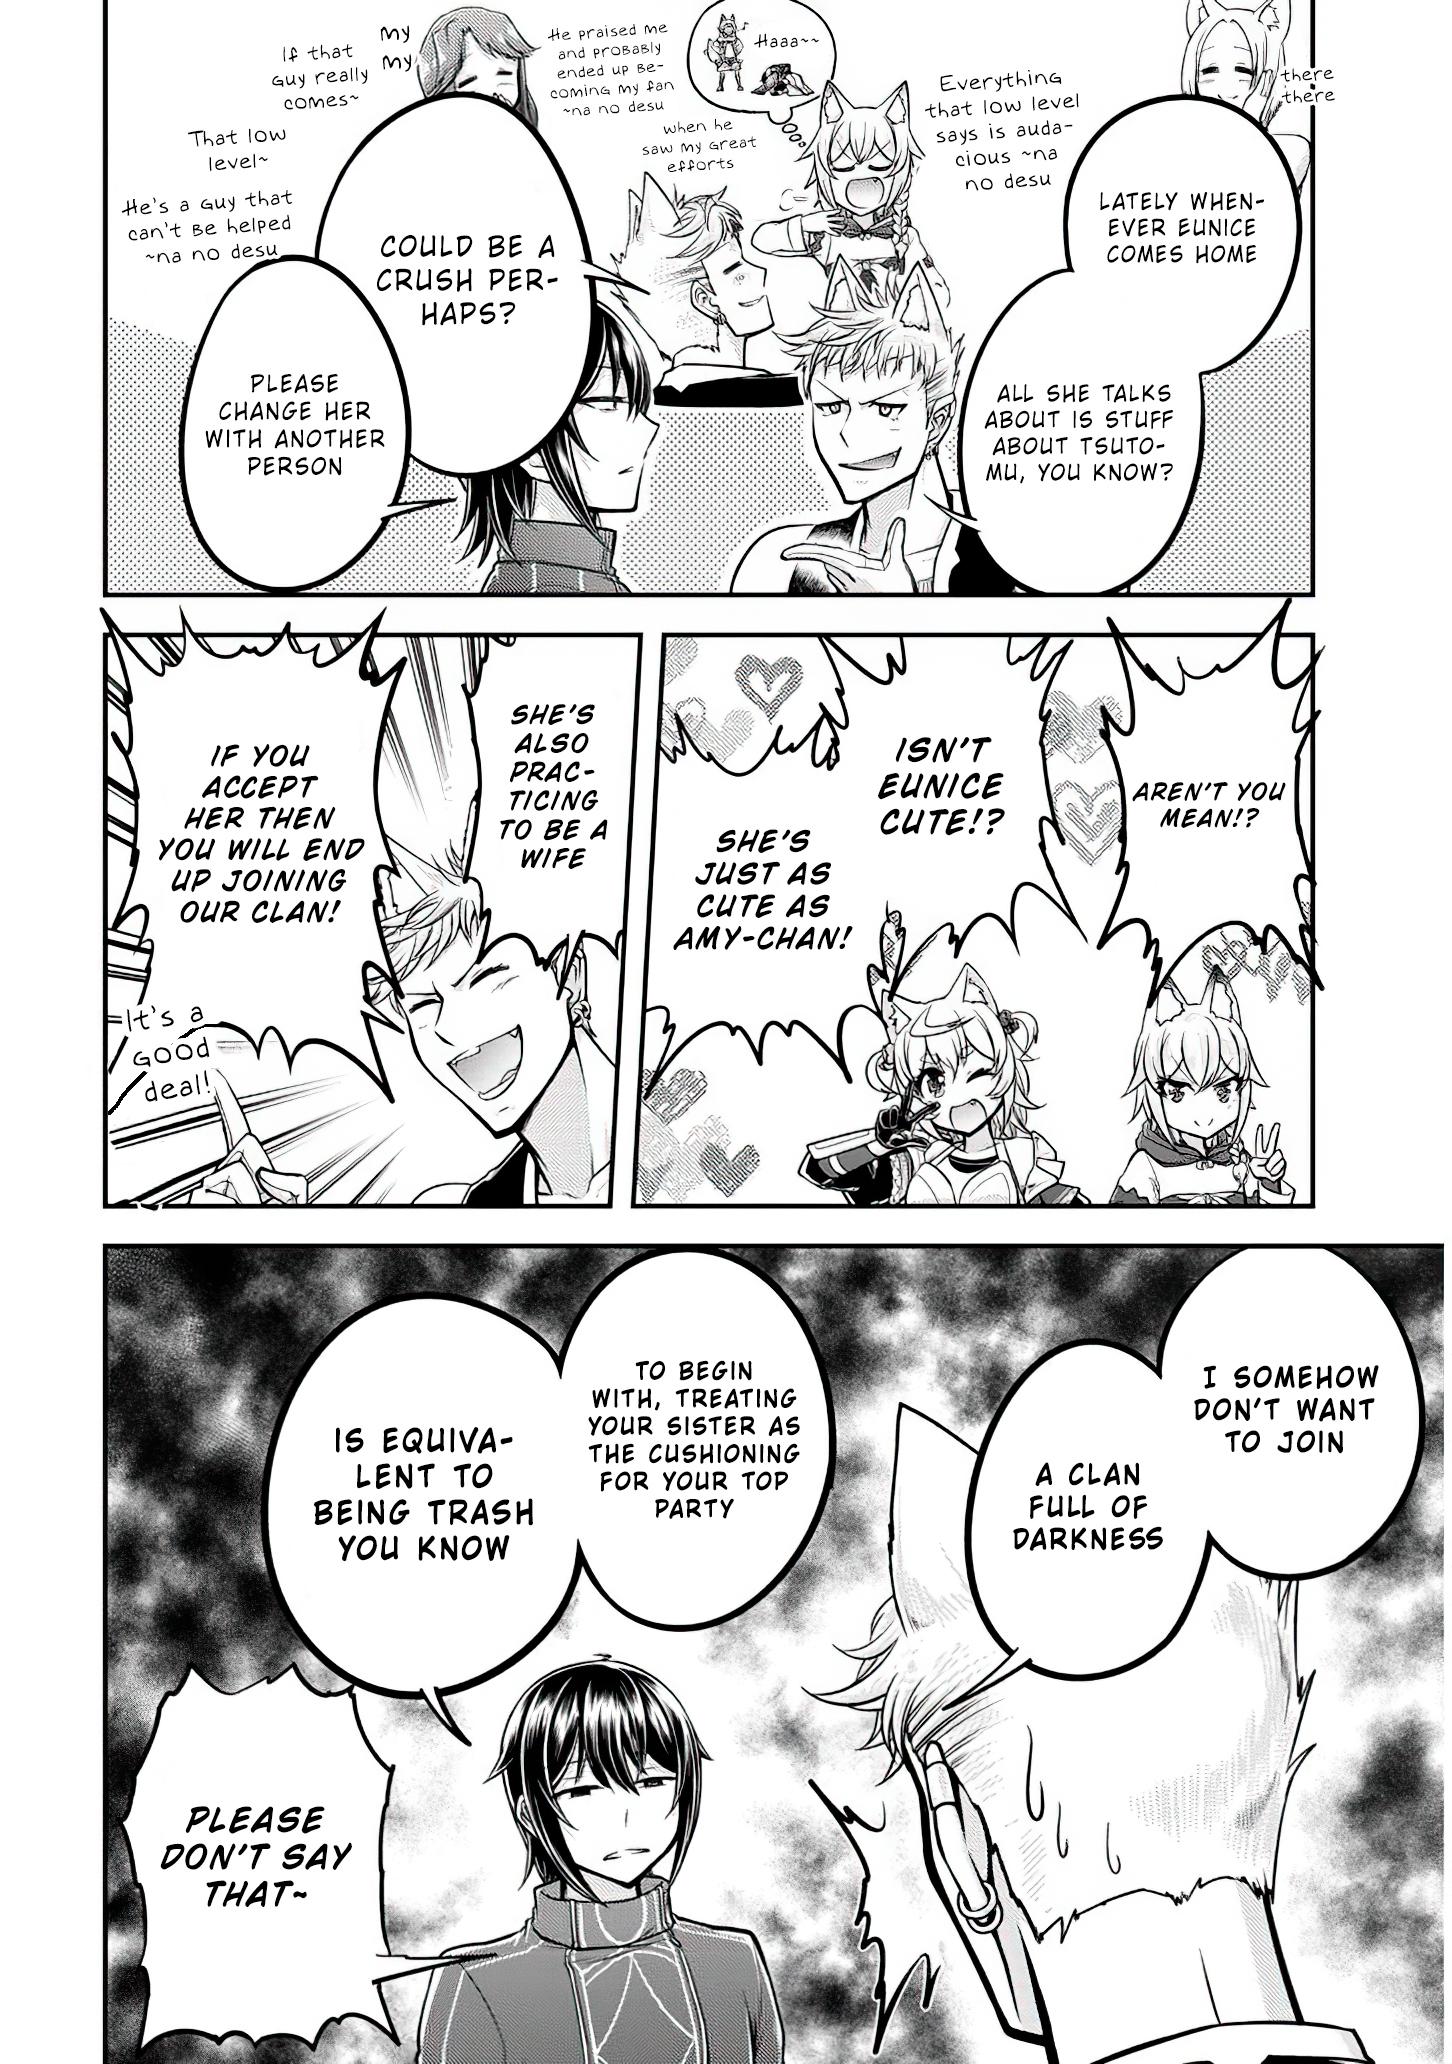 there
there
LATELY WHEN-
EVER EUNICE
COMES HOME
ALL SHE TALKS
ABOUT IS STUFF
ABOUT TSUTO-
MU, YOU KNOW?
Everything
that low level
says is auda-
cious ~na
no desu
Haaa~~
He praised me
and probably
ended up be-
coming my fan
~na no desu
when he
saw my great
efforts
my
my
If that
guy really
comes~
That low
level~
He's a guy that
can't be helped
~na no desu
COULD BE A
CRUSH PER-
HAPS?
PLEASE
CHANGE HER
WITH ANOTHER
PERSON
AREN'T YOU
MEAN!?
ISN'T
EUNICE
CUTE!?
SHE'S
JUST AS
CUTE AS
AMY-CHAN!
SHE'S
ALSO
PRAC-
TICING
TO BE A
WIFE
IF YOU
ACCEPT
HER THEN
YOU WILL END
UP JOINING
OUR CLAN!
It's a
good
deal!
I SOMEHOW
DON'T WANT
TO JOIN
A CLAN
FULL OF
DARKNESS
TO BEGIN
WITH, TREATING
YOUR SISTER AS
THE CUSHIONING
FOR YOUR TOP
PARTY
IS EQUIVA-
LENT TO
BEING TRASH
YOU KNOW
PLEASE
DON'T SAY
THAT~